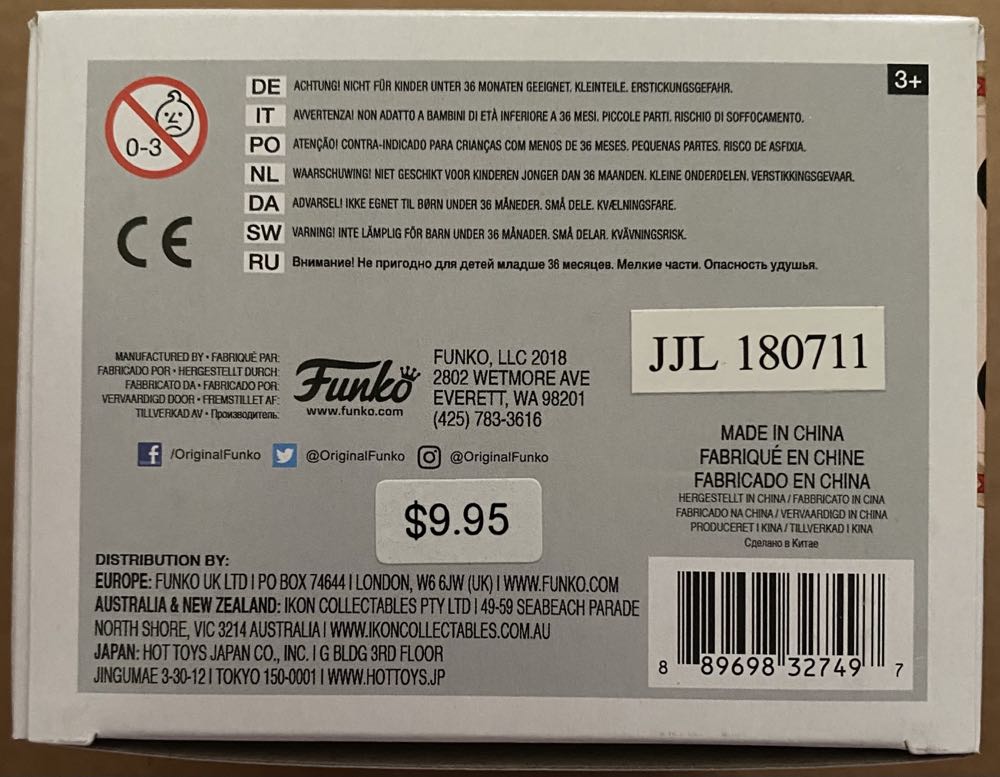 3+
0-3
DE ACHTUNG! NICHT FÜR KINDER UNTER 36 MONATEN GEEIGNET. KLEINTEILE. ERSTICKUNGSGEFAHR.
IT AVVERTENZA! NON ADATTO A BAMBINI DI ETÀ INFERIORE A 36 MESI. PICCOLE PARTI. RISCHIO DI SOFFOCAMENTO.
PO ATENÇÃO! CONTRA-INDICADO PARA CRIANÇAS COM MENOS DE 36 MESES. PEQUENAS PARTES. RISCO DE ASFIXIA.
NL WAARSCHUWING! NIET GESCHIKT VOOR KINDEREN JONGER DAN 36 MAANDEN. KLEINE ONDERDELEN. VERSTIKKINGSGEVAAR.
DA ADVARSEL! IKKE EGNET TIL BØRN UNDER 36 MÅNEDER. SMÅ DELE. KVÆLNINGSFARE.
SW VARNING! INTE LÄMPLIG FÖR BARN UNDER 36 MÅNADER. SMÅ DELAR. KVÄVNINGSRISK.
RU Внимание! Не пригодно для детей младше 36 месяцев. Мелкие части. Опасность удушья.
CE
MANUFACTURED BY • FABRIQUÉ PAR:
FABRICADO POR • HERGESTELLT DURCH:
FABBRICATO DA • FABRICADO POR:
VERVAARDIGD DOOR • FREMSTILLET AF:
TILLVERKAD AV • Производитель:
Funko
www.funko.com
FUNKO, LLC 2018
2802 WETMORE AVE
EVERETT, WA 98201
(425) 783-3616
JJL 180711
f /OriginalFunko @OriginalFunko @OriginalFunko
MADE IN CHINA
FABRIQUÉ EN CHINE
FABRICADO EN CHINA
HERGESTELLT IN CHINA / FABBRICATO IN CINA
FABRICADO NA CHINA / VERVAARDIGD IN CHINA
PRODUCERET I KINA / TILLVERKAD I KINA
Сделано в Китае
$9.95
DISTRIBUTION BY:
EUROPE: FUNKO UK LTD | PO BOX 74644 | LONDON, W6 6JW (UK) | WWW.FUNKO.COM
AUSTRALIA & NEW ZEALAND: IKON COLLECTABLES PTY LTD | 49-59 SEABEACH PARADE
NORTH SHORE, VIC 3214 AUSTRALIA | WWW.IKONCOLLECTABLES.COM.AU
JAPAN: HOT TOYS JAPAN CO., INC. | G BLDG 3RD FLOOR
JINGUMAE 3-30-12 | TOKYO 150-0001 | WWW.HOTTOYS.JP
8 89698 32749 7